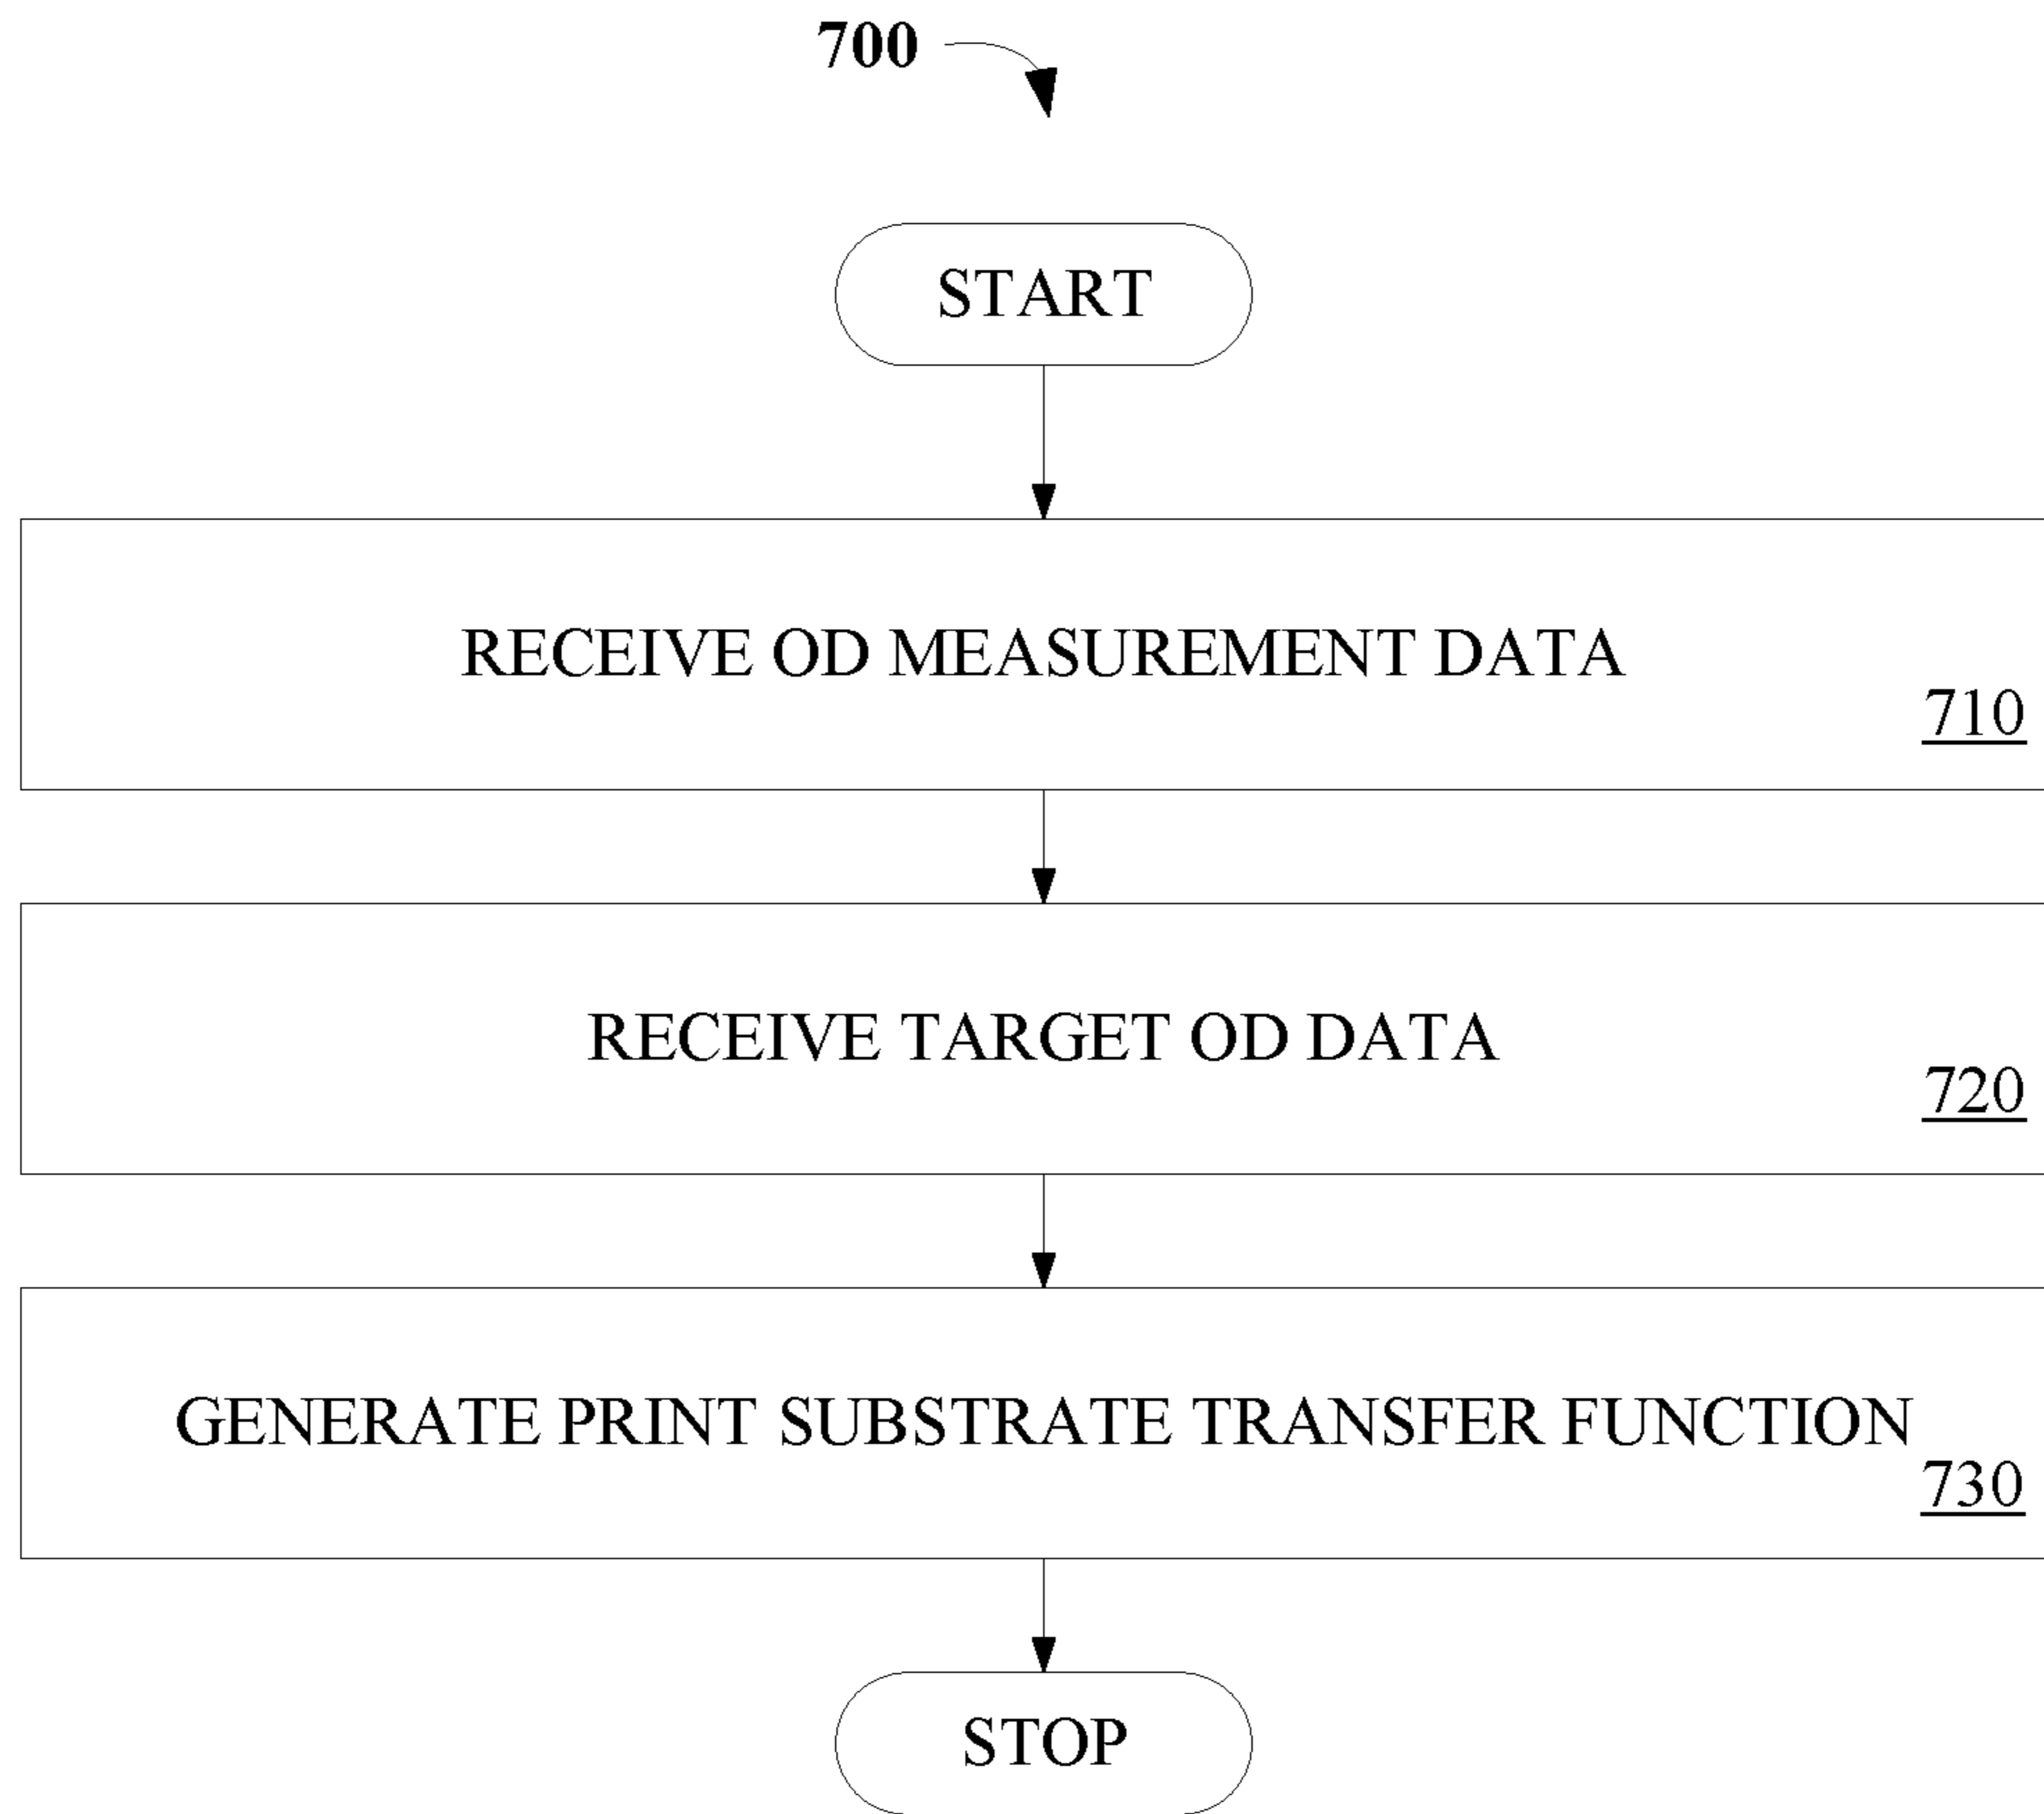 700
START
RECEIVE OD MEASUREMENT DATA
710
RECEIVE TARGET OD DATA
720
GENERATE PRINT SUBSTRATE TRANSFER FUNCTION
730
STOP